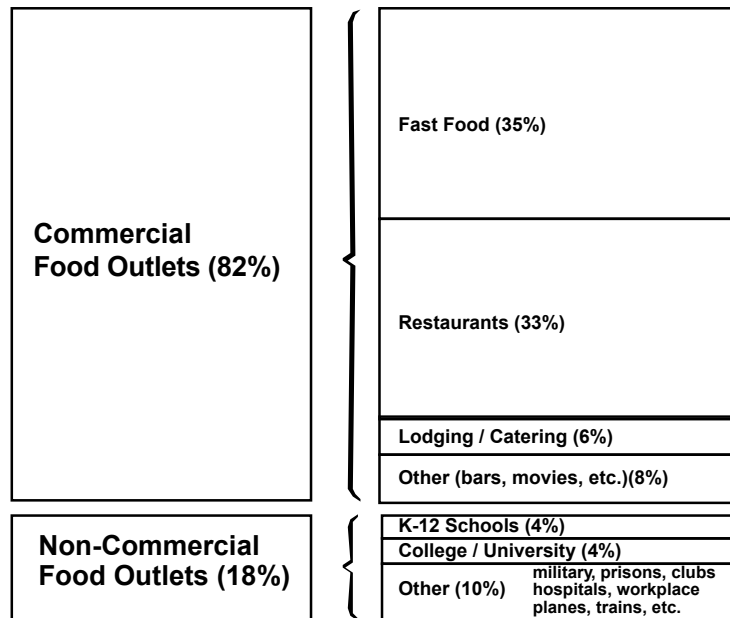 Commercial
Food Outlets (82%)
Fast Food (35%)
Restaurants (33%)
Lodging / Catering (6%)
Other (bars, movies, etc.)(8%)
Non-Commercial
Food Outlets (18%)
K-12 Schools (4%)
College / University (4%)
Other (10%)
military, prisons, clubs
hospitals, workplace
planes, trains, etc.